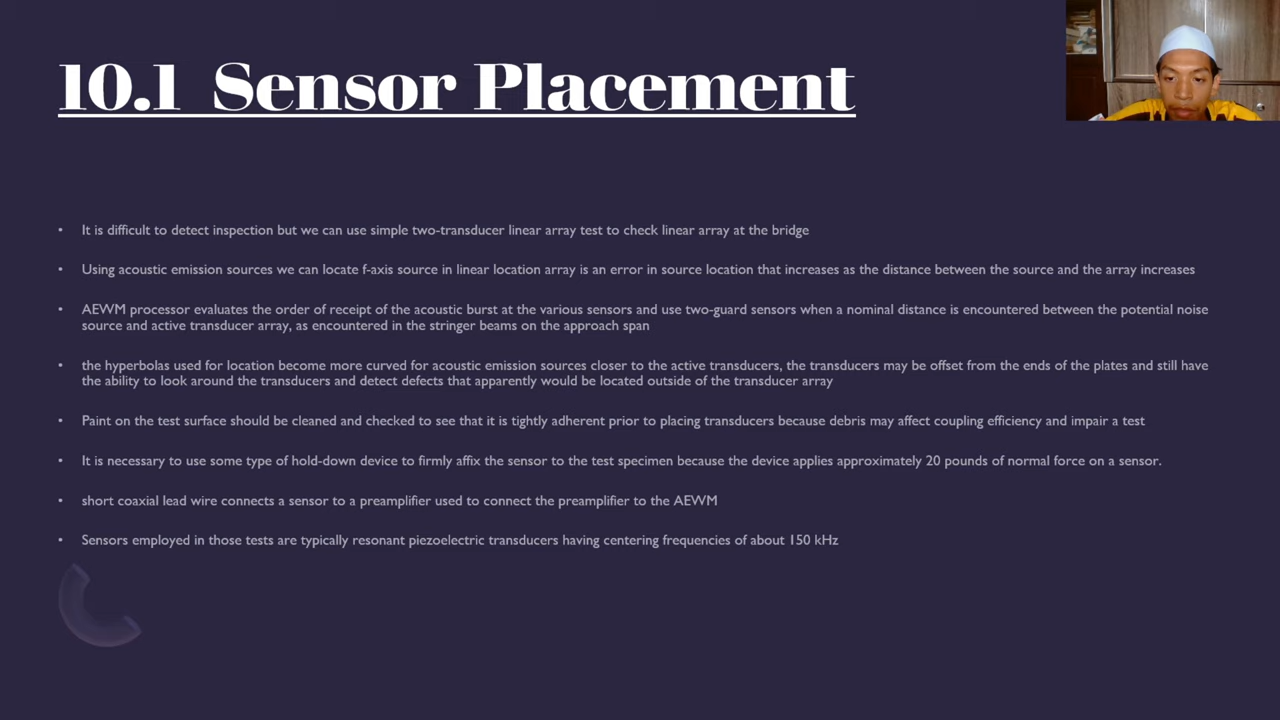 10.1 Sensor Placement
• It is difficult to detect inspection but we can use simple two-transducer linear array test to check linear array at the bridge
• Using acoustic emission sources we can locate f-axis source in linear location array is an error in source location that increases as the distance between the source and the array increases
• AEWM processor evaluates the order of receipt of the acoustic burst at the various sensors and use two-guard sensors when a nominal distance is encountered between the potential noise
source and active transducer array, as encountered in the stringer beams on the approach span
• the hyperbolas used for location become more curved for acoustic emission sources closer to the active transducers, the transducers may be offset from the ends of the plates and still have
the ability to look around the transducers and detect defects that apparently would be located outside of the transducer array
• Paint on the test surface should be cleaned and checked to see that it is tightly adherent prior to placing transducers because debris may affect coupling efficiency and impair a test
• It is necessary to use some type of hold-down device to firmly affix the sensor to the test specimen because the device applies approximately 20 pounds of normal force on a sensor.
• short coaxial lead wire connects a sensor to a preamplifier used to connect the preamplifier to the AEWM
• Sensors employed in those tests are typically resonant piezoelectric transducers having centering frequencies of about 150 kHz